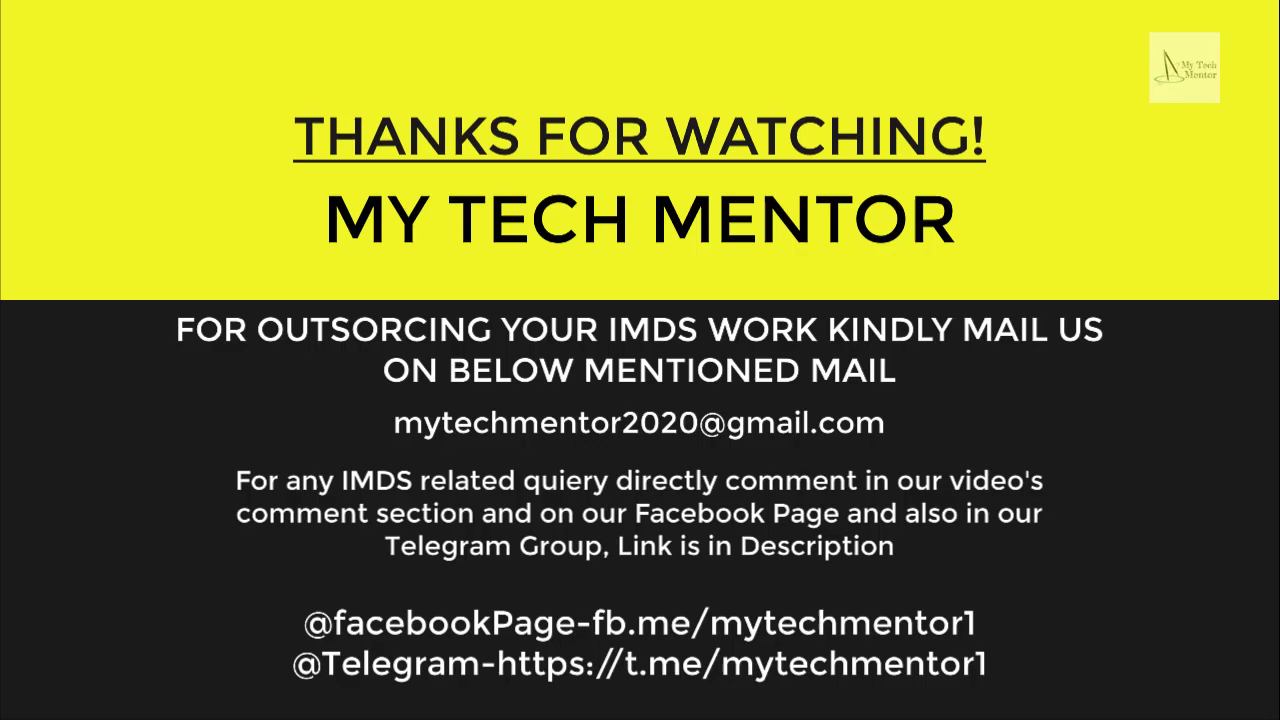 My Tech
Mentor
THANKS FOR WATCHING!
MY TECH MENTOR
FOR OUTSORCING YOUR IMDS WORK KINDLY MAIL US
ON BELOW MENTIONED MAIL
mytechmentor2020@gmail.com
For any IMDS related quiery directly comment in our video's
comment section and on our Facebook Page and also in our
Telegram Group, Link is in Description
@facebookPage-fb.me/mytechmentor1
@Telegram-https://t.me/mytechmentor1